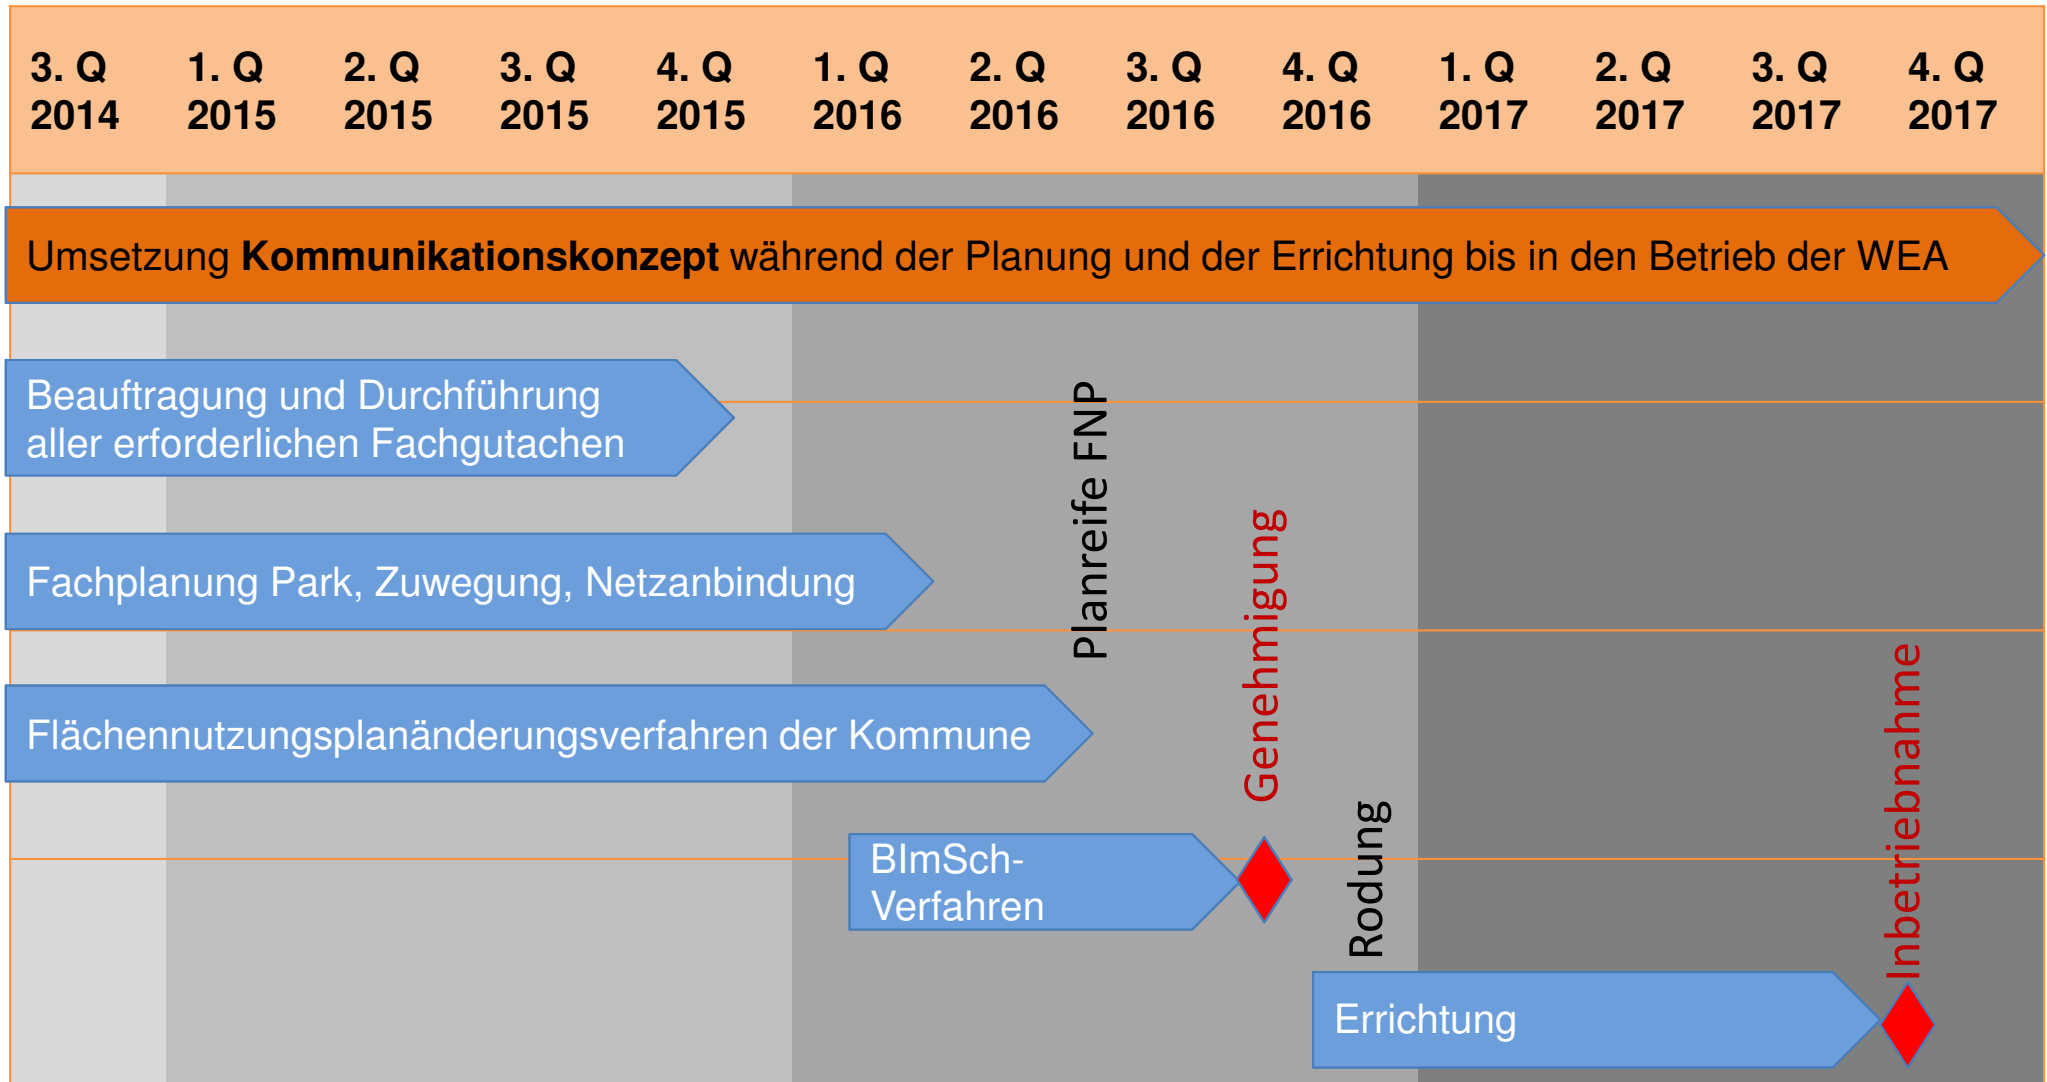 3. Q 1. Q 2. Q 3. Q 4. Q 1. Q 2. Q 3. Q 4. Q 1. Q 2. Q 3. Q 4. Q
2014 2015 2015 2015 2015 2016 2016 2016 2016 2017 2017 2017 2017
Umsetzung Kommunikationskonzept während der Planung und der Errichtung bis in den Betrieb der WEA
Beauftragung und Durchführung
aller erforderlichen Fachgutachen
Planreife FNP
Fachplanung Park, Zuwegung, Netzanbindung
Genehmigung
Flächennutzungsplanänderungsverfahren der Kommune
Inbetriebnahme
BImSch-
Verfahren
Rodung
Errichtung